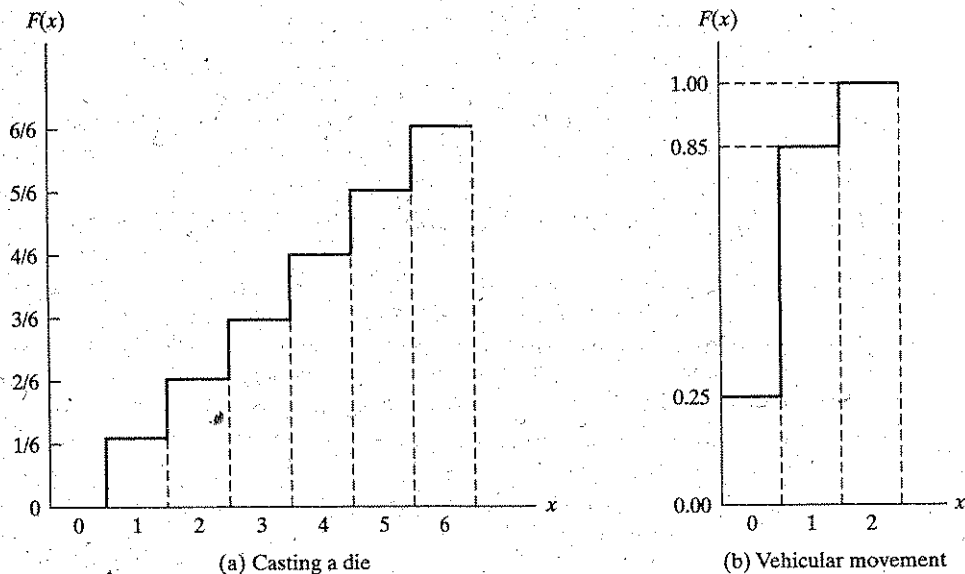 F(x)
6/6
5/6
4/6
3/6
2/6
1/6
0
0 1 2 3 4 5 6 x
(a) Casting a die
F(x)
1.00
0.85
0.25
0.00
0 1 2 x
(b) Vehicular movement